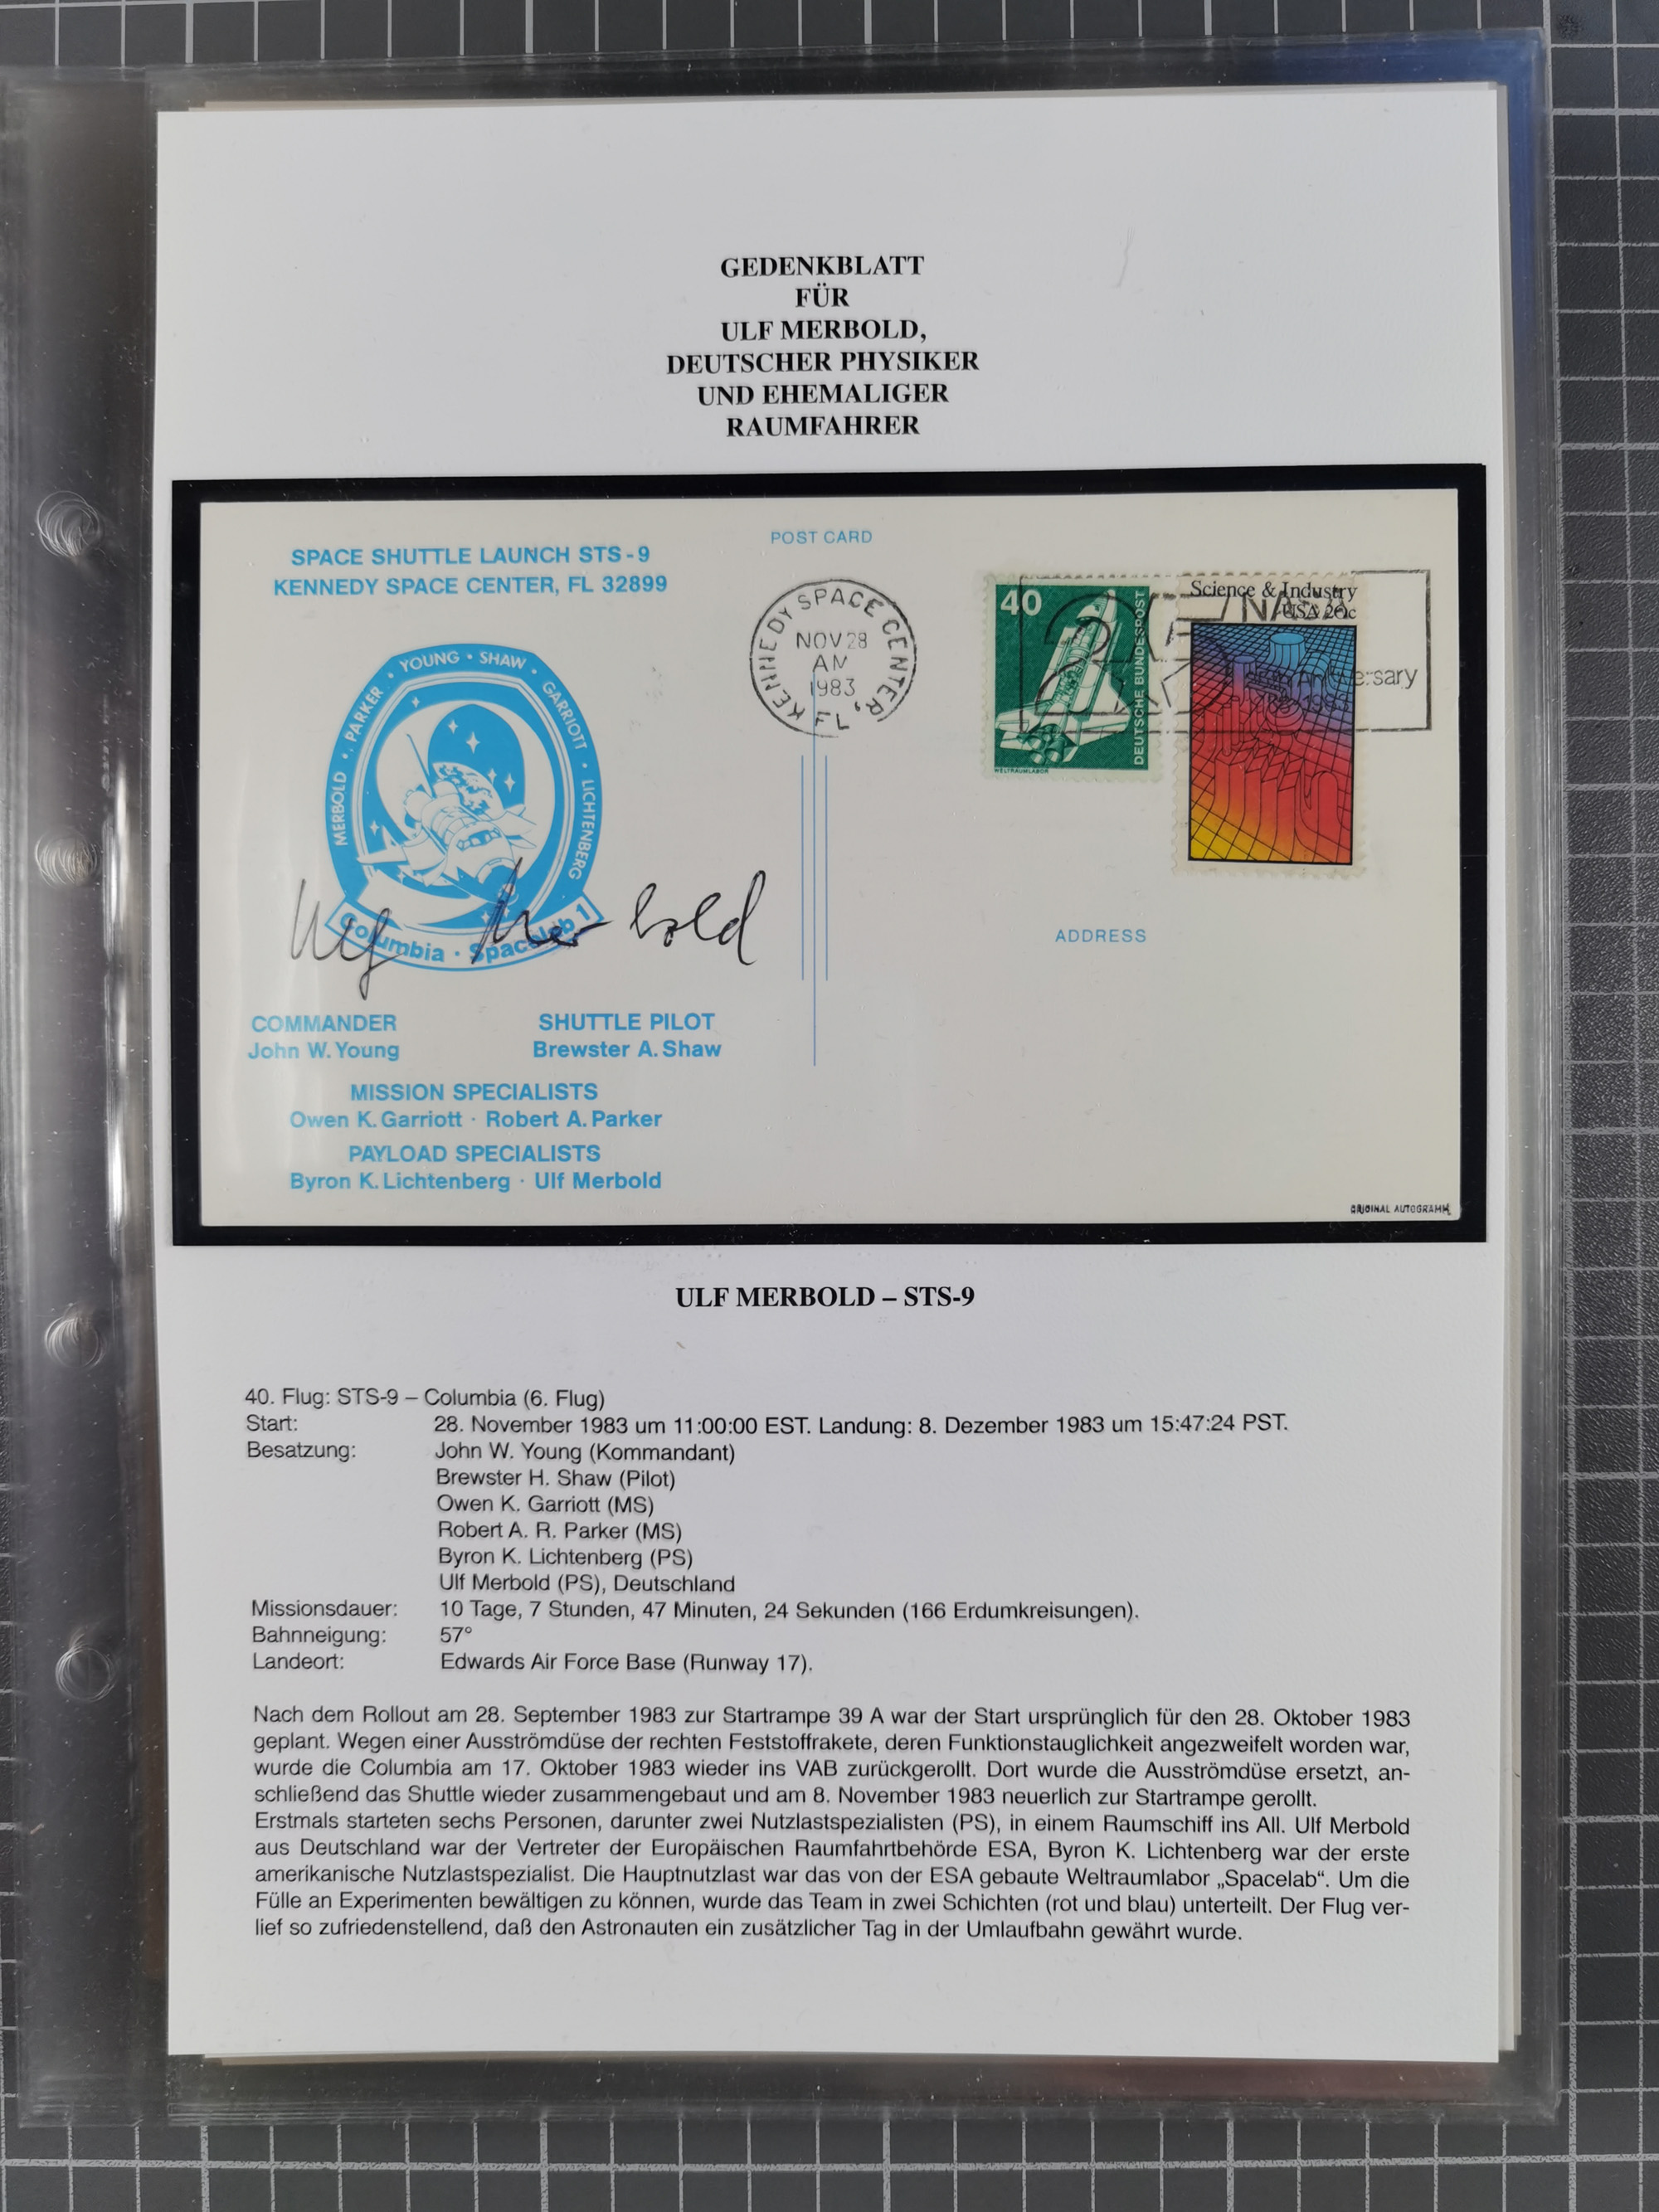 GEDENKBLATT
FÜR
ULF MERBOLD,
DEUTSCHER PHYSIKER
UND EHEMALIGER
RAUMFAHRER
SPACE SHUTTLE LAUNCH STS-9
KENNEDY SPACE CENTER, FL 32899
POST CARD
KENNEDY SPACE CENTER, FL
NOV 28
AM
1983
40
DEUTSCHE BUNDESPOST
WELTRAUMLABOR
Science & Industry
USA 20c
NASA
25
Anniversary
MERBOLD · PARKER · YOUNG · SHAW · GARRIOTT · LICHTENBERG
Columbia · Spacelab 1
Ulf Merbold
ADDRESS
COMMANDER
John W. Young
SHUTTLE PILOT
Brewster A. Shaw
MISSION SPECIALISTS
Owen K. Garriott · Robert A. Parker
PAYLOAD SPECIALISTS
Byron K. Lichtenberg · Ulf Merbold
ORIGINAL AUTOGRAMM
ULF MERBOLD – STS-9
40. Flug: STS-9 – Columbia (6. Flug)
Start: 28. November 1983 um 11:00:00 EST. Landung: 8. Dezember 1983 um 15:47:24 PST.
Besatzung: John W. Young (Kommandant)
Brewster H. Shaw (Pilot)
Owen K. Garriott (MS)
Robert A. R. Parker (MS)
Byron K. Lichtenberg (PS)
Ulf Merbold (PS), Deutschland
Missionsdauer: 10 Tage, 7 Stunden, 47 Minuten, 24 Sekunden (166 Erdumkreisungen).
Bahnneigung: 57°
Landeort: Edwards Air Force Base (Runway 17).
Nach dem Rollout am 28. September 1983 zur Startrampe 39 A war der Start ursprünglich für den 28. Oktober 1983
geplant. Wegen einer Ausströmdüse der rechten Feststoffrakete, deren Funktionstauglichkeit angezweifelt worden war,
wurde die Columbia am 17. Oktober 1983 wieder ins VAB zurückgerollt. Dort wurde die Ausströmdüse ersetzt, an-
schließend das Shuttle wieder zusammengebaut und am 8. November 1983 neuerlich zur Startrampe gerollt.
Erstmals starteten sechs Personen, darunter zwei Nutzlastspezialisten (PS), in einem Raumschiff ins All. Ulf Merbold
aus Deutschland war der Vertreter der Europäischen Raumfahrtbehörde ESA, Byron K. Lichtenberg war der erste
amerikanische Nutzlastspezialist. Die Hauptnutzlast war das von der ESA gebaute Weltraumlabor „Spacelab“. Um die
Fülle an Experimenten bewältigen zu können, wurde das Team in zwei Schichten (rot und blau) unterteilt. Der Flug ver-
lief so zufriedenstellend, daß den Astronauten ein zusätzlicher Tag in der Umlaufbahn gewährt wurde.